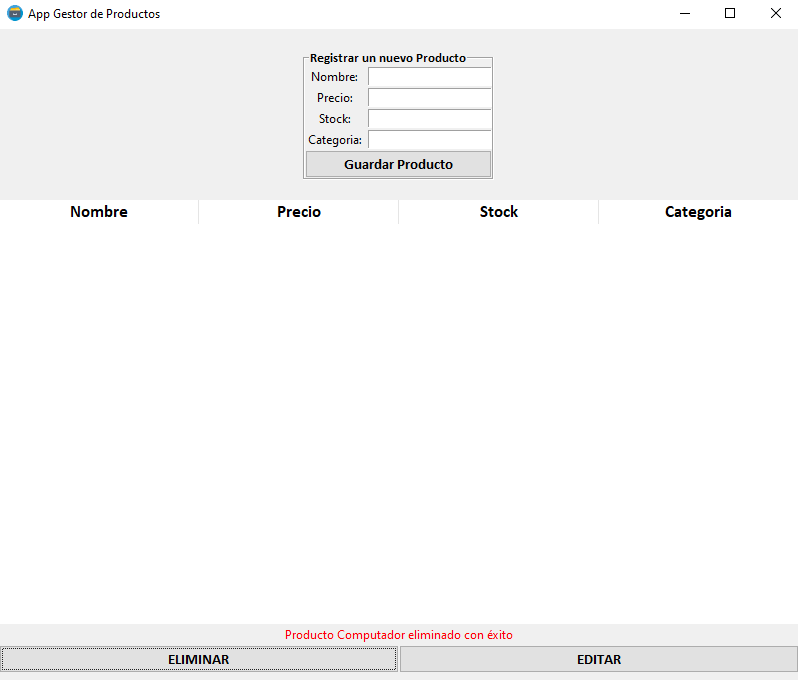 App Gestor de Productos
Registrar un nuevo Producto
Nombre:
Precio:
Stock:
Categoria:
Guardar Producto
Nombre Precio Stock Categoria
Producto Computador eliminado con éxito
ELIMINAR EDITAR